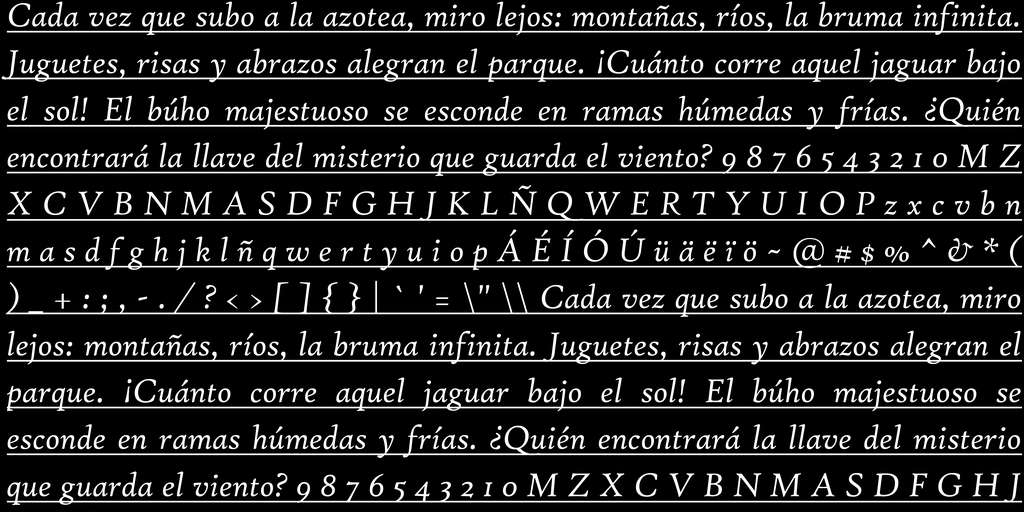 Cada vez que subo a la azotea, miro lejos: montañas, ríos, la bruma infinita.
Juguetes, risas y abrazos alegran el parque. ¡Cuánto corre aquel jaguar bajo
el sol! El búho majestuoso se esconde en ramas húmedas y frías. ¿Quién
encontrará la llave del misterio que guarda el viento? 9 8 7 6 5 4 3 2 1 0 M Z
X C V B N M A S D F G H J K L Ñ Q W E R T Y U I O P z x c v b n
m a s d f g h j k l ñ q w e r t y u i o p Á É Í Ó Ú ü ä ë ï ö ~ @ # $ % ^ & * (
) _ + : ; , - . / ? < > [ ] { } | ` ' = \" \\ Cada vez que subo a la azotea, miro
lejos: montañas, ríos, la bruma infinita. Juguetes, risas y abrazos alegran el
parque. ¡Cuánto corre aquel jaguar bajo el sol! El búho majestuoso se
esconde en ramas húmedas y frías. ¿Quién encontrará la llave del misterio
que guarda el viento? 9 8 7 6 5 4 3 2 1 0 M Z X C V B N M A S D F G H J